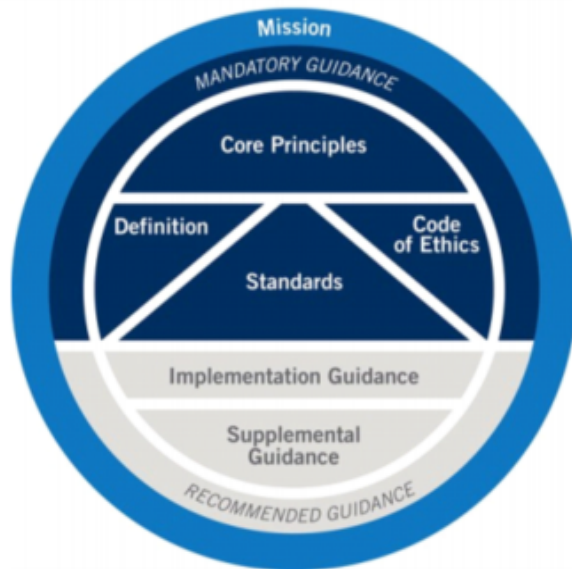 Mission
MANDATORY GUIDANCE
Core Principles
Definition
Code
of Ethics
Standards
Implementation Guidance
Supplemental
Guidance
RECOMMENDED GUIDANCE